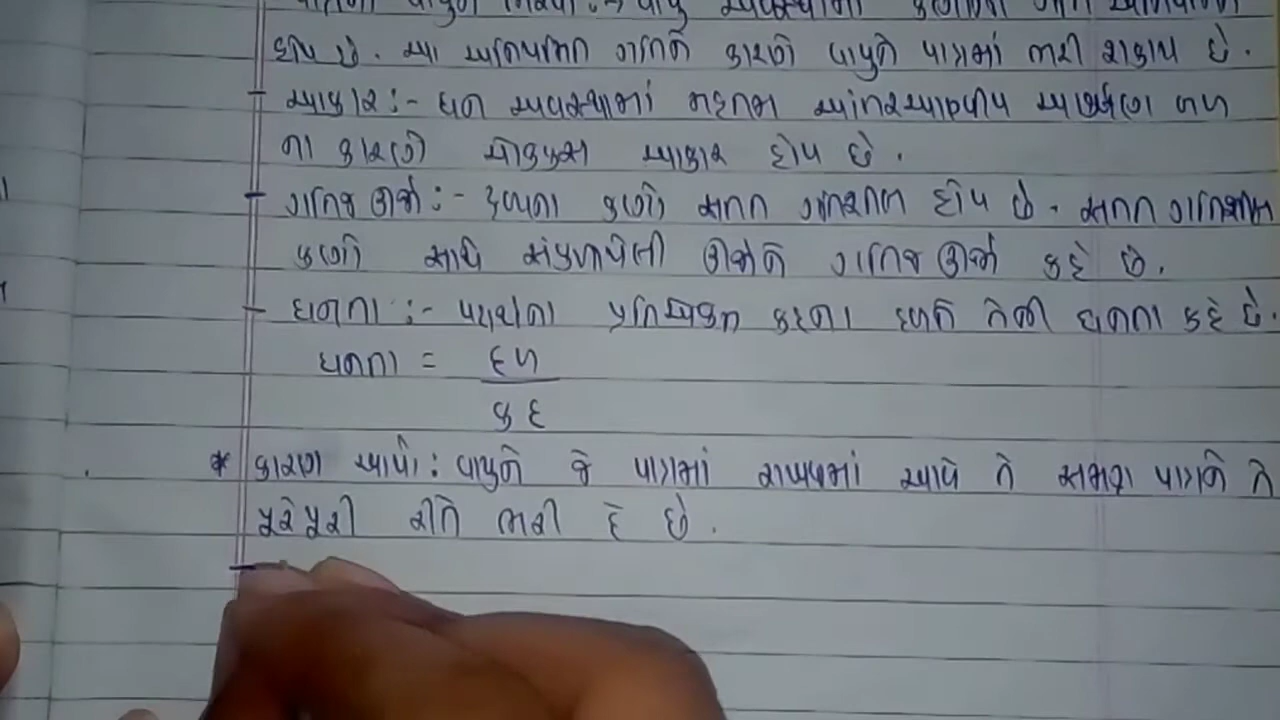 વાયુ અવસ્થામાં
હોય છે. આ અનિયમિત ગતિને કારણે વાયુને પાત્રમાં ભરી શકાય છે.
- આકાર :- ઘન અવસ્થામાં મહત્તમ આંતરઆણ્વીય આકર્ષણ બળ
ના કારણે ચોક્કસ આકાર હોય છે.
- ગતિજ ઊર્જા :- દ્રવ્યના કણો સતત ગતિશીલ હોય છે. સતત ગતિશીલ
કણો સાથે સંકળાયેલી ઊર્જાને ગતિજ ઊર્જા કહે છે.
- ઘનતા :- પદાર્થના પ્રતિએકમ કદના દળને તેની ઘનતા કહે છે.
ઘનતા = દળ
કદ
* કારણ આપો : વાયુને જે પાત્રમાં રાખવામાં આવે તે સમગ્ર પાત્રને તે
પૂરેપૂરી રીતે ભરી દે છે.
-